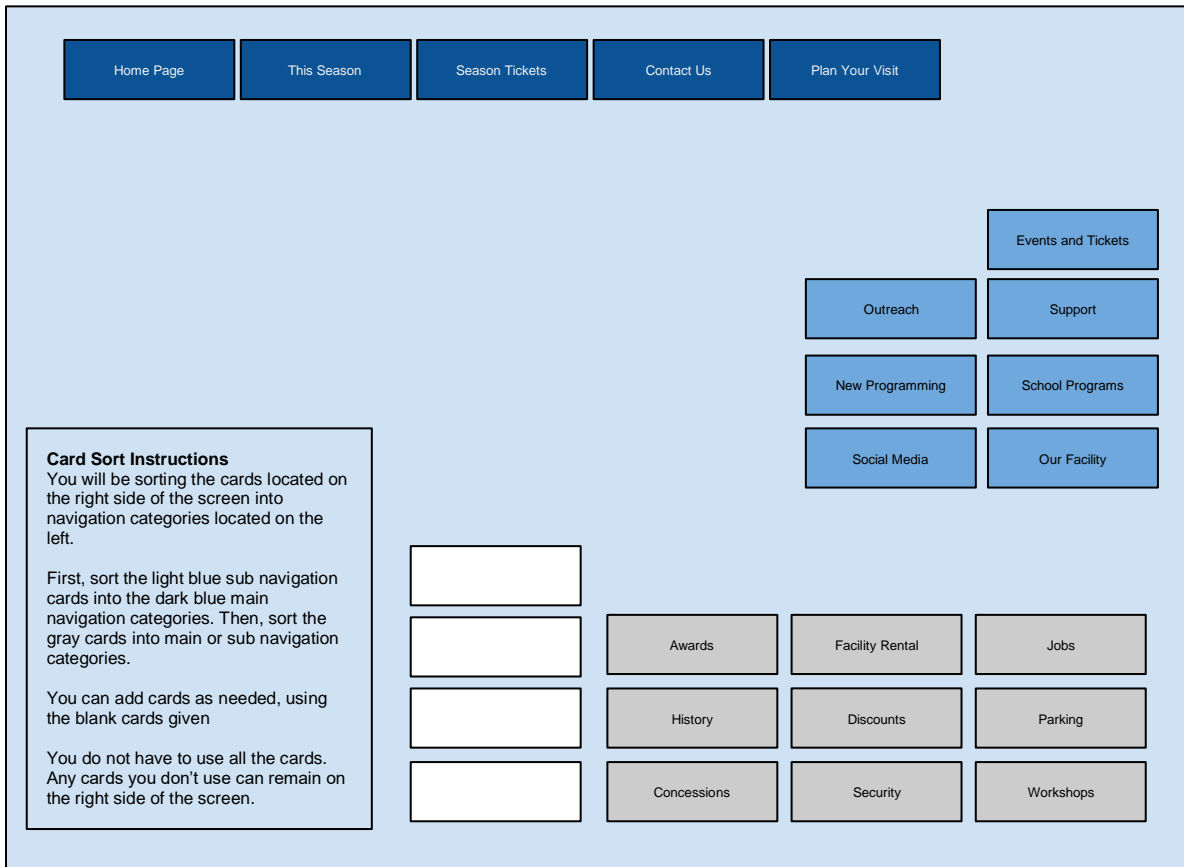 Home Page
This Season
Season Tickets
Contact Us
Plan Your Visit
Events and Tickets
Outreach
Support
New Programming
School Programs
Social Media
Our Facility
Card Sort Instructions
You will be sorting the cards located on
the right side of the screen into
navigation categories located on the
left.
First, sort the light blue sub navigation
cards into the dark blue main
navigation categories. Then, sort the
gray cards into main or sub navigation
categories.
You can add cards as needed, using
the blank cards given
You do not have to use all the cards.
Any cards you don’t use can remain on
the right side of the screen.
Awards
Facility Rental
Jobs
History
Discounts
Parking
Concessions
Security
Workshops